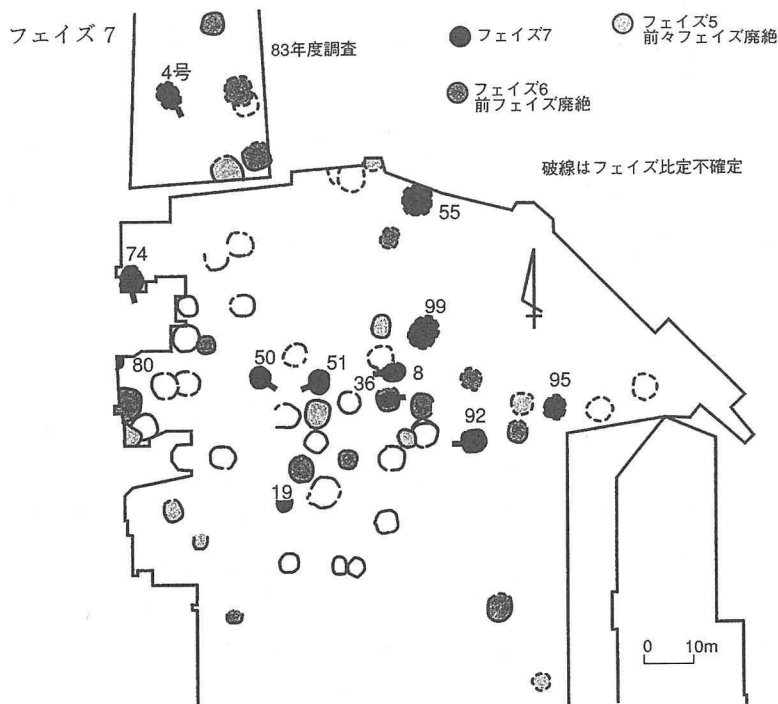 フェイズ 7
83年度調査
フェイズ7
フェイズ5
前々フェイズ廃絶
フェイズ6
前フェイズ廃絶
破線はフェイズ比定不確定
4号
55
74
99
80
50
51
36
8
95
92
19
0 10m